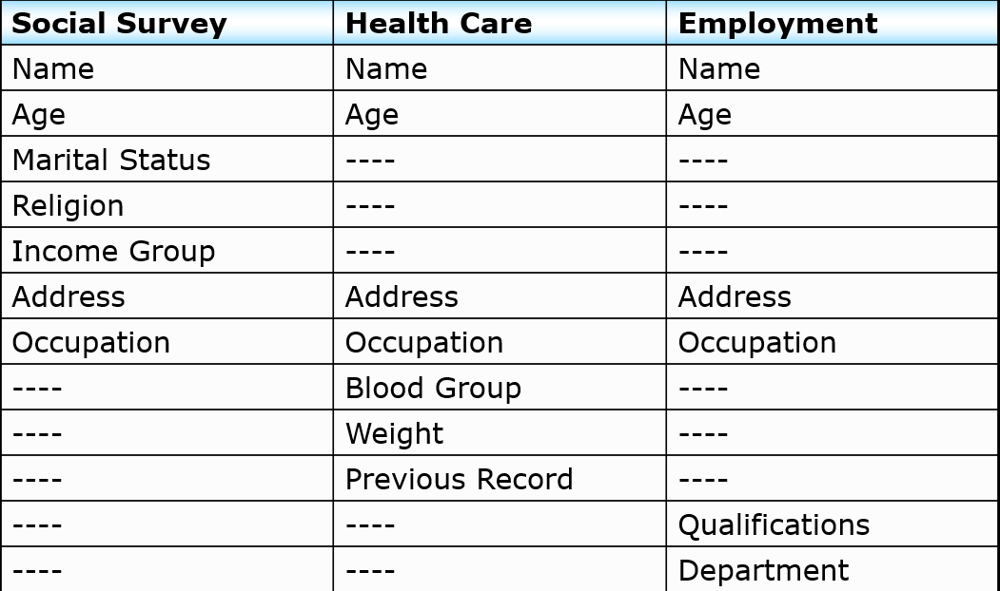 Social Survey Health Care Employment
Name Name Name
Age Age Age
Marital Status ---- ----
Religion ---- ----
Income Group ---- ----
Address Address Address
Occupation Occupation Occupation
---- Blood Group ----
---- Weight ----
---- Previous Record ----
---- ---- Qualifications
---- ---- Department